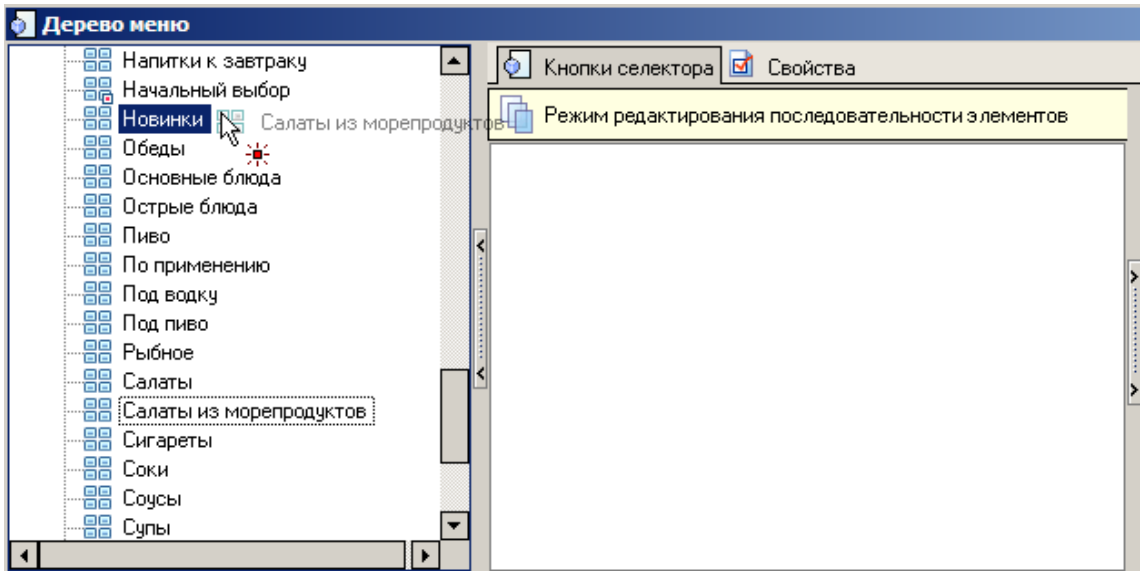 Дерево меню
Напитки к завтраку
Начальный выбор
Новинки
Салаты из морепродуктов
Обеды
Основные блюда
Острые блюда
Пиво
По применению
Под водку
Под пиво
Рыбное
Салаты
Салаты из морепродуктов
Сигареты
Соки
Соусы
Супы
Кнопки селектора
Свойства
Режим редактирования последовательности элементов